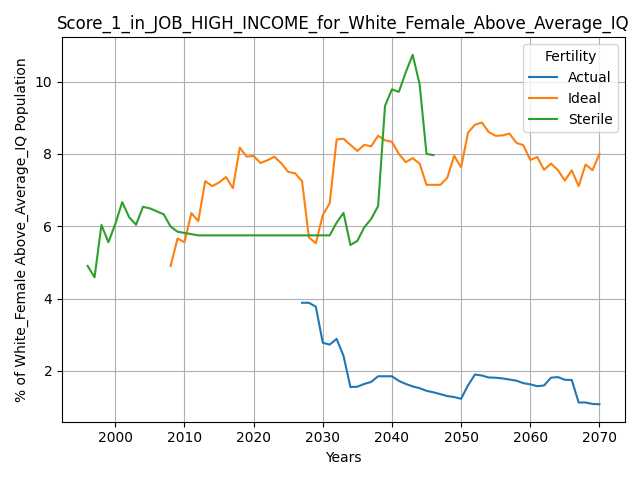 Score_1_in_JOB_HIGH_INCOME_for_White_Female_Above_Average_IQ
% of White_Female Above_Average_IQ Population
10
8
6
4
2
Fertility
Actual
Ideal
Sterile
2000 2010 2020 2030 2040 2050 2060 2070
Years